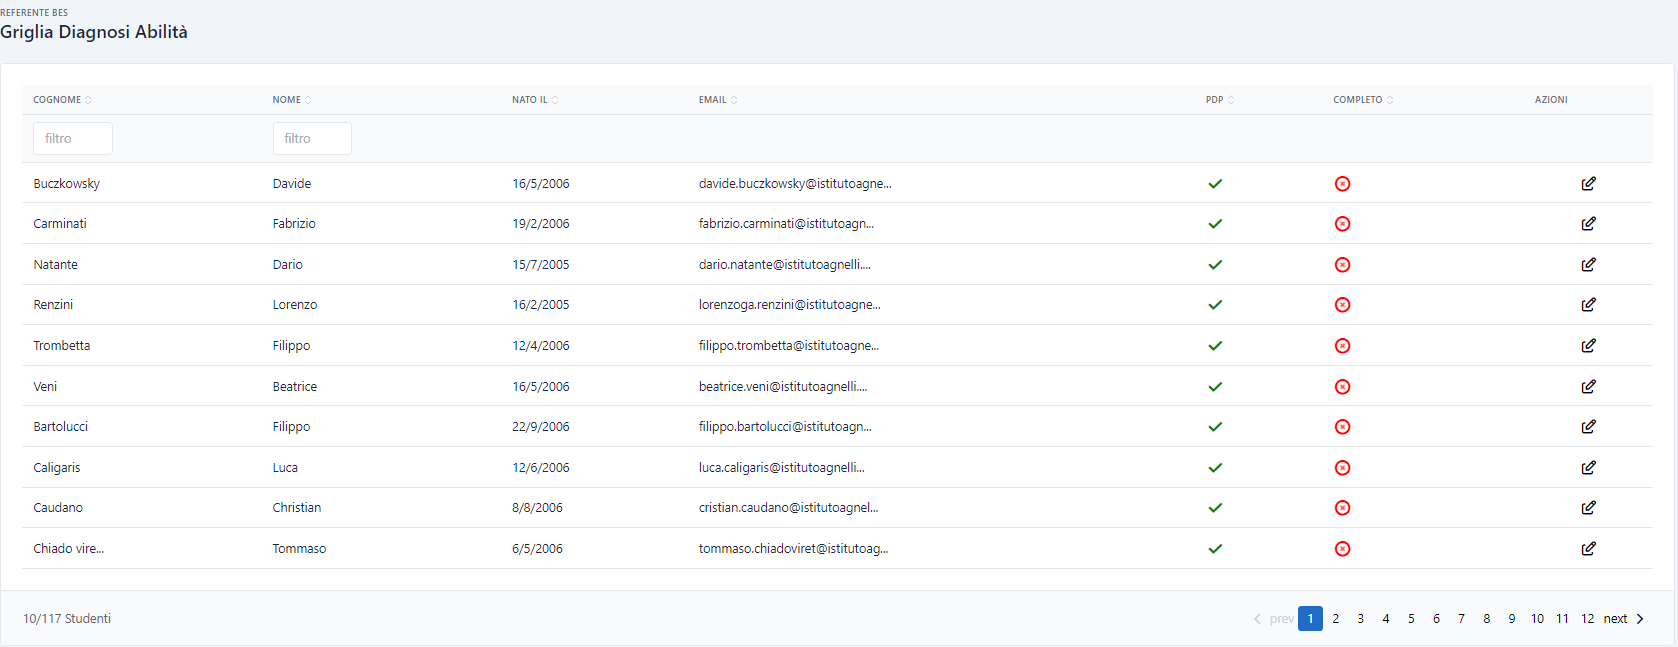 REFERENTE BES
Griglia Diagnosi Abilità
COGNOME NOME NATO IL EMAIL PDP COMPLETO AZIONI
filtro filtro
Buczkowsky Davide 16/5/2006 davide.buczkowsky@istitutoagne...
Carminati Fabrizio 19/2/2006 fabrizio.carminati@istitutoagn...
Natante Dario 15/7/2005 dario.natante@istitutoagnelli....
Renzini Lorenzo 16/2/2005 lorenzoga.renzini@istitutoagne...
Trombetta Filippo 12/4/2006 filippo.trombetta@istitutoagne...
Veni Beatrice 16/5/2006 beatrice.veni@istitutoagnelli....
Bartolucci Filippo 22/9/2006 filippo.bartolucci@istitutoagn...
Caligaris Luca 12/6/2006 luca.caligaris@istitutoagnelli...
Caudano Christian 8/8/2006 cristian.caudano@istitutoagnel...
Chiado vire... Tommaso 6/5/2006 tommaso.chiadoviret@istitutoag...
10/117 Studenti prev 1 2 3 4 5 6 7 8 9 10 11 12 next